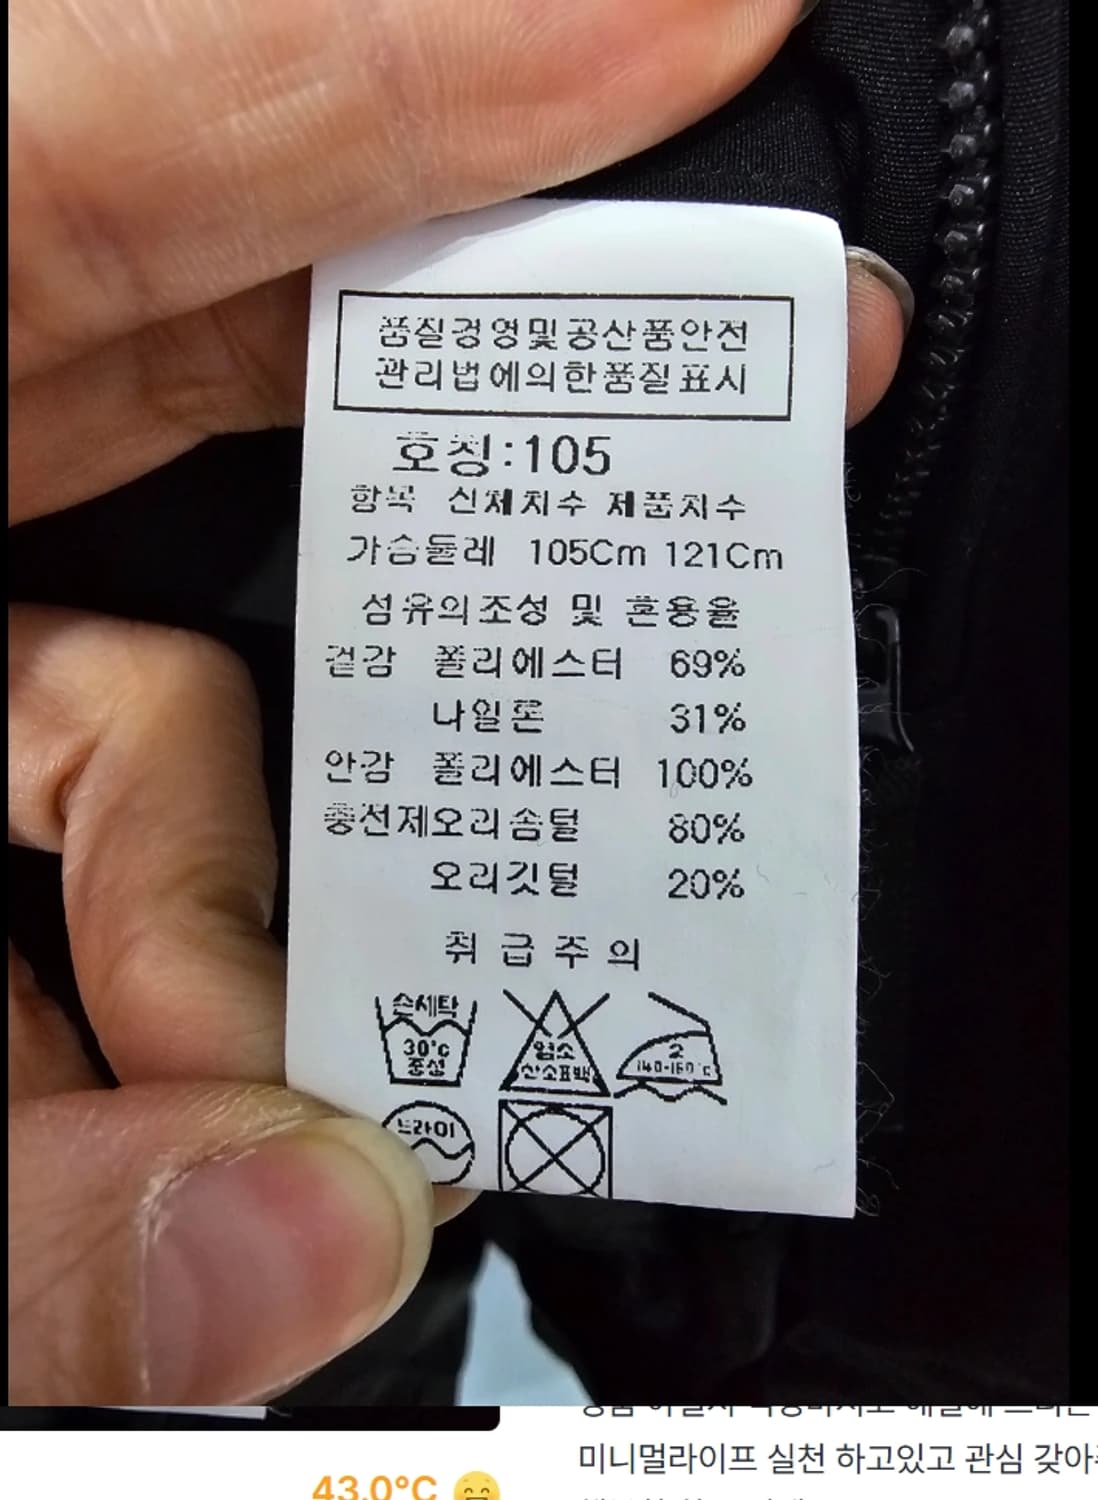 품질경영및공산품안전
관리법에의한품질표시
호칭:105
항목 신체치수 제품치수
가슴둘레 105Cm 121Cm
섬유의조성 및 혼용율
겉감 폴리에스터 69%
나일론 31%
안감 폴리에스터 100%
충전제오리솜털 80%
오리깃털 20%
취급주의
손세탁
30°c
중성
염소
산소표백
2
140-160°c
드라이
미니멀라이프 실천 하고있고 관심 갖아
43.0°C